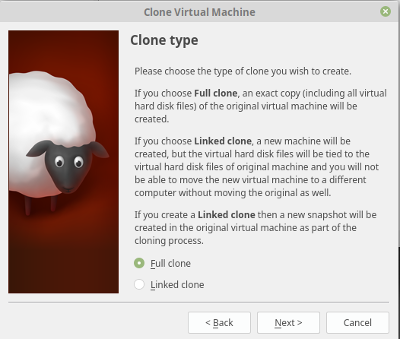 Clone Virtual Machine
Clone type
Please choose the type of clone you wish to create.
If you choose Full clone, an exact copy (including all virtual
hard disk files) of the original virtual machine will be
created.
If you choose Linked clone, a new machine will be
created, but the virtual hard disk files will be tied to the
virtual hard disk files of original machine and you will not
be able to move the new virtual machine to a different
computer without moving the original as well.
If you create a Linked clone then a new snapshot will be
created in the original virtual machine as part of the
cloning process.
Full clone
Linked clone
< Back
Next >
Cancel